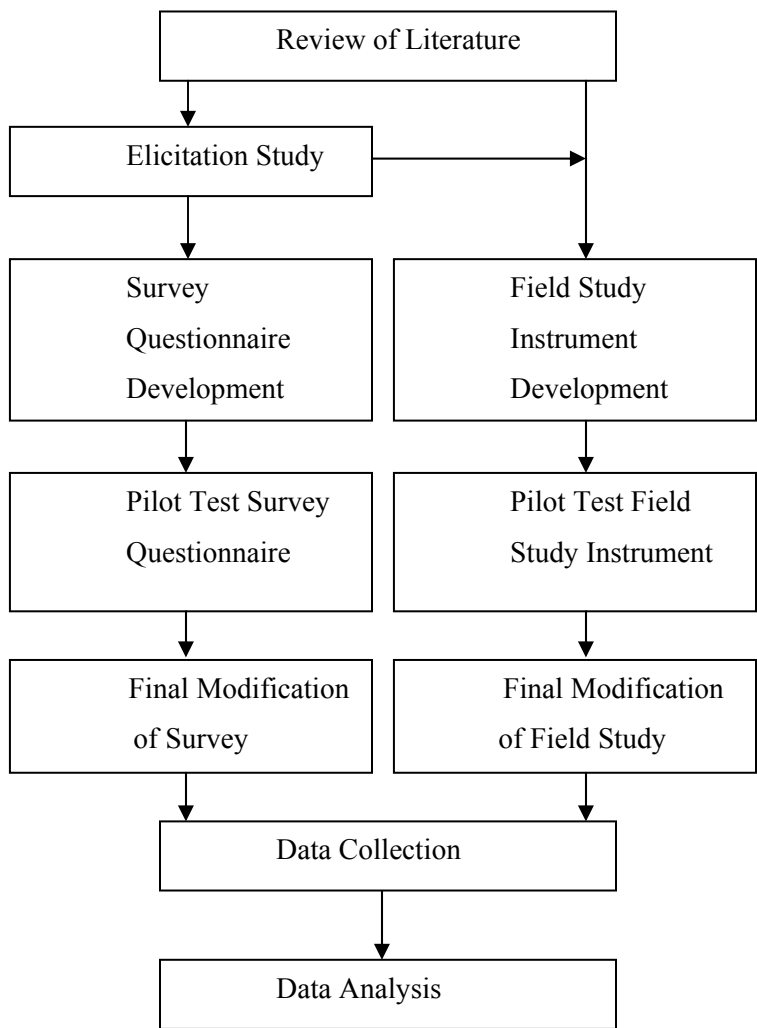 Review of Literature
Elicitation Study
Survey
Questionnaire
Development
Field Study
Instrument
Development
Pilot Test Survey
Questionnaire
Pilot Test Field
Study Instrument
Final Modification
of Survey
Final Modification
of Field Study
Data Collection
Data Analysis